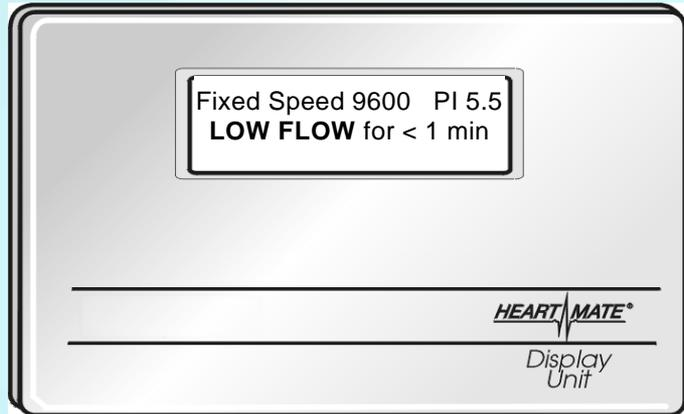 Fixed Speed 9600 PI 5.5
LOW FLOW for < 1 min
HEARTMATE®
Display
Unit